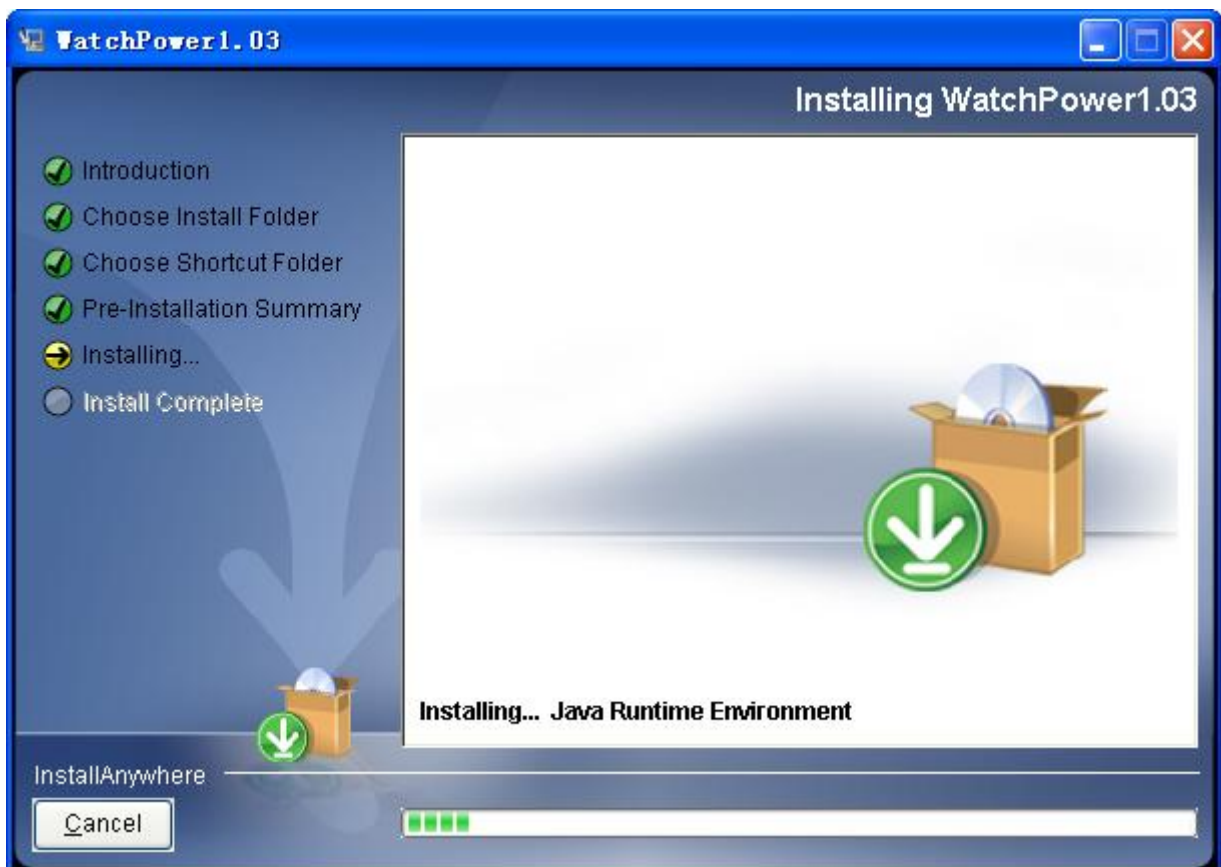 WatchPower1.03
Installing WatchPower1.03
Introduction
Choose Install Folder
Choose Shortcut Folder
Pre-Installation Summary
Installing...
Install Complete
Installing... Java Runtime Environment
InstallAnywhere
Cancel